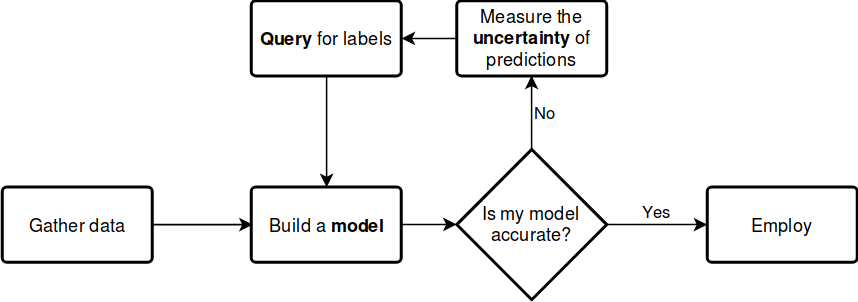 Query for labels
Measure the
uncertainty of
predictions
No
Gather data
Build a model
Is my model
accurate?
Yes
Employ